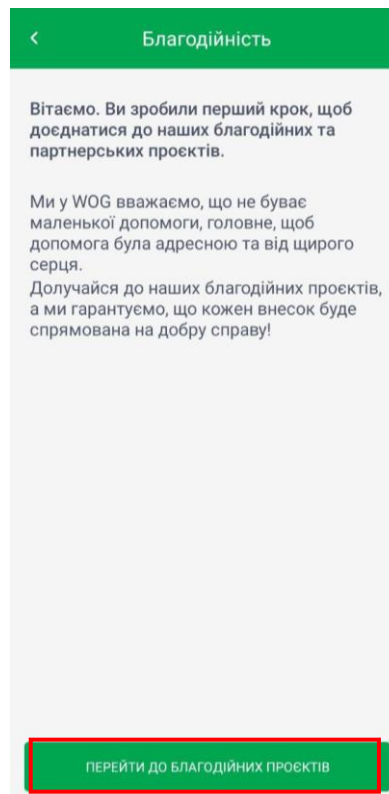 Благодійність
Вітаємо. Ви зробили перший крок, щоб
доєднатися до наших благодійних та
партнерських проєктів.
Ми у WOG вважаємо, що не буває
маленької допомоги, головне, щоб
допомога була адресною та від щирого
серця.
Долучайся до наших благодійних проєктів,
а ми гарантуємо, що кожен внесок буде
спрямована на добру справу!
ПЕРЕЙТИ ДО БЛАГОДІЙНИХ ПРОЄКТІВ